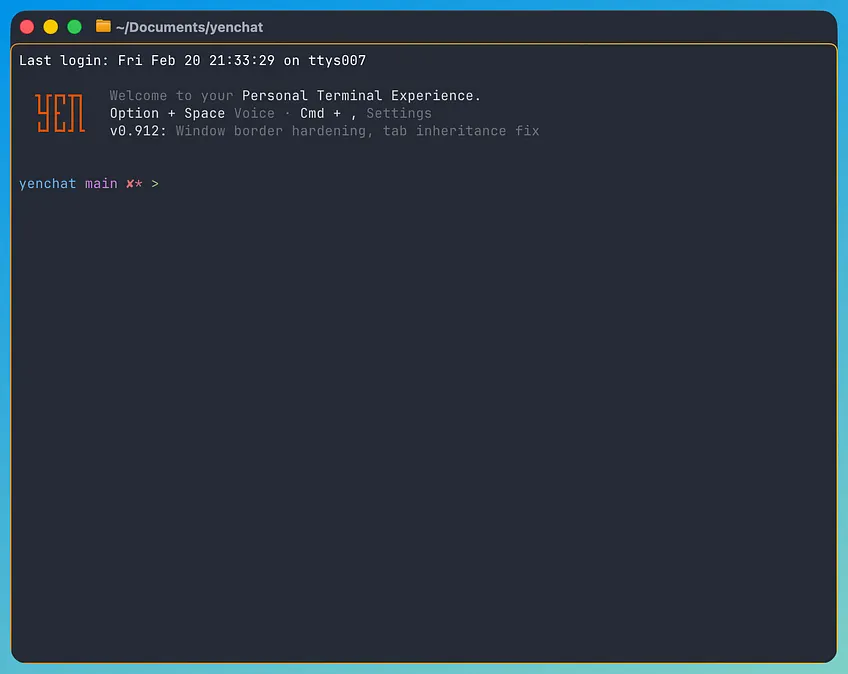 ~/Documents/yenchat
Last login: Fri Feb 20 21:33:29 on ttys007
YEN
Welcome to your Personal Terminal Experience.
Option + Space Voice · Cmd + , Settings
v0.912: Window border hardening, tab inheritance fix
yenchat main ✘* >